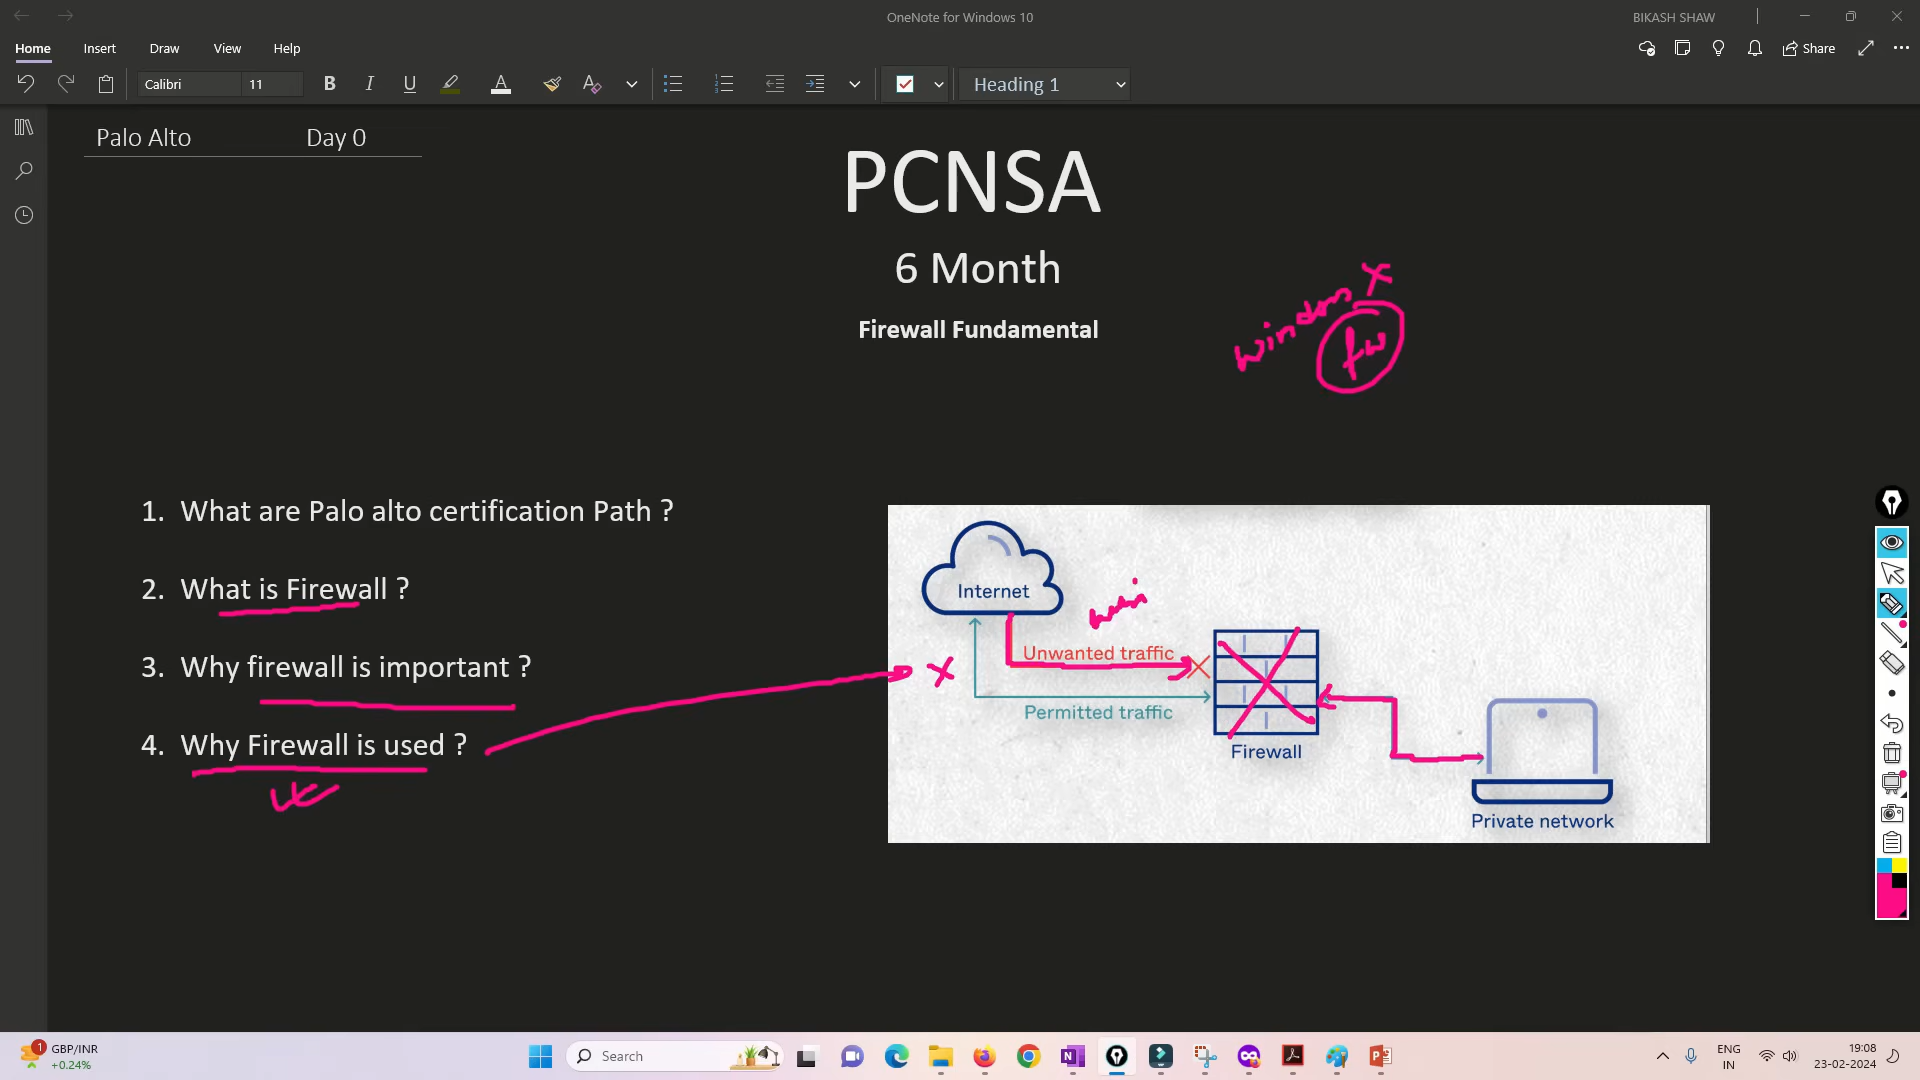 OneNote for Windows 10
BIKASH SHAW
Home Insert Draw View Help
Share
Calibri 11 B I U A A Heading 1
Palo Alto Day 0
PCNSA
6 Month
Firewall Fundamental
windows X
fw
1. What are Palo alto certification Path ?
2. What is Firewall ?
3. Why firewall is important ?
4. Why Firewall is used ?
Internet
Unwanted traffic
Permitted traffic
Firewall
Private network
1 GBP/INR
+0.24%
Search
ENG
IN
19:08
23-02-2024